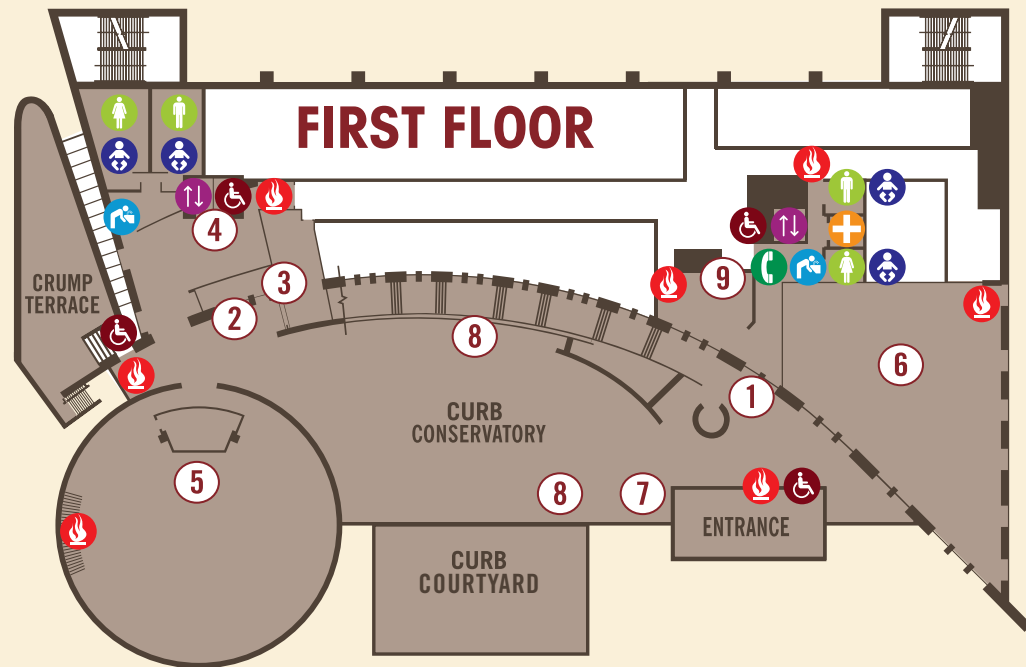 FIRST FLOOR
4
CRUMP
TERRACE
3
9
2
8
6
1
CURB
CONSERVATORY
5
8
7
ENTRANCE
CURB
COURTYARD